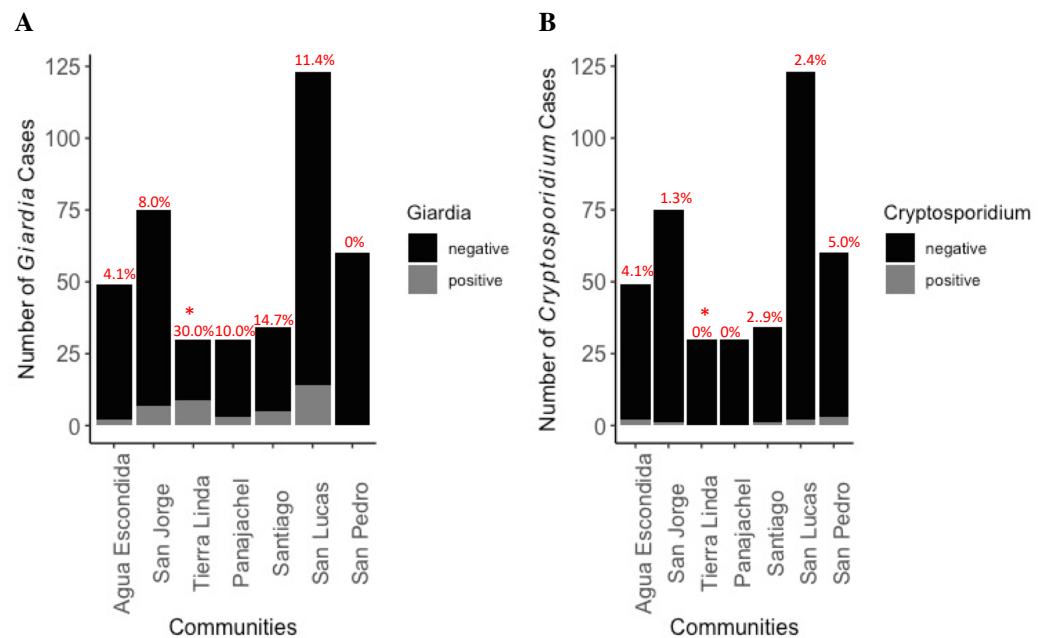 A
Number of Giardia Cases
125
100
75
50
25
0
4.1%
8.0%
*
30.0%
10.0%
14.7%
11.4%
0%
Agua Escondida
San Jorge
Tierra Linda
Panajachel
Santiago
San Lucas
San Pedro
Communities
Giardia
negative
positive
B
Number of Cryptosporidium Cases
125
100
75
50
25
0
4.1%
1.3%
*
0%
0%
2..9%
2.4%
5.0%
Agua Escondida
San Jorge
Tierra Linda
Panajachel
Santiago
San Lucas
San Pedro
Communities
Cryptosporidium
negative
positive